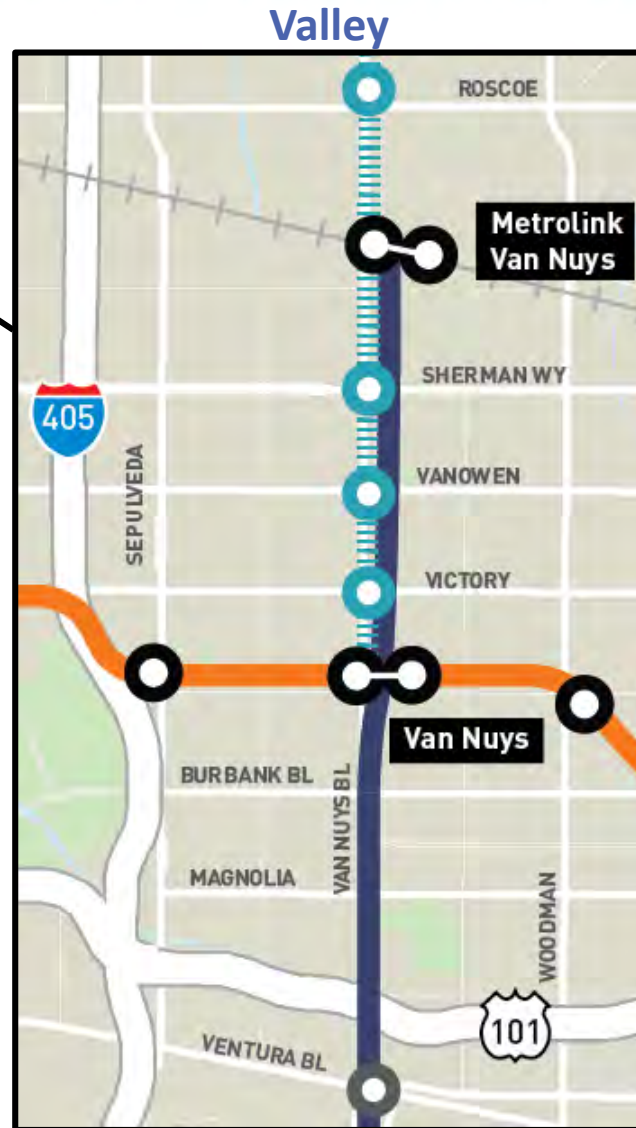 Valley
ROSCOE
Metrolink
Van Nuys
SHERMAN WY
405
SEPULVEDA
VANOWEN
VICTORY
Van Nuys
BURBANK BL
VAN NUYS BL
MAGNOLIA
WOODMAN
101
VENTURA BL